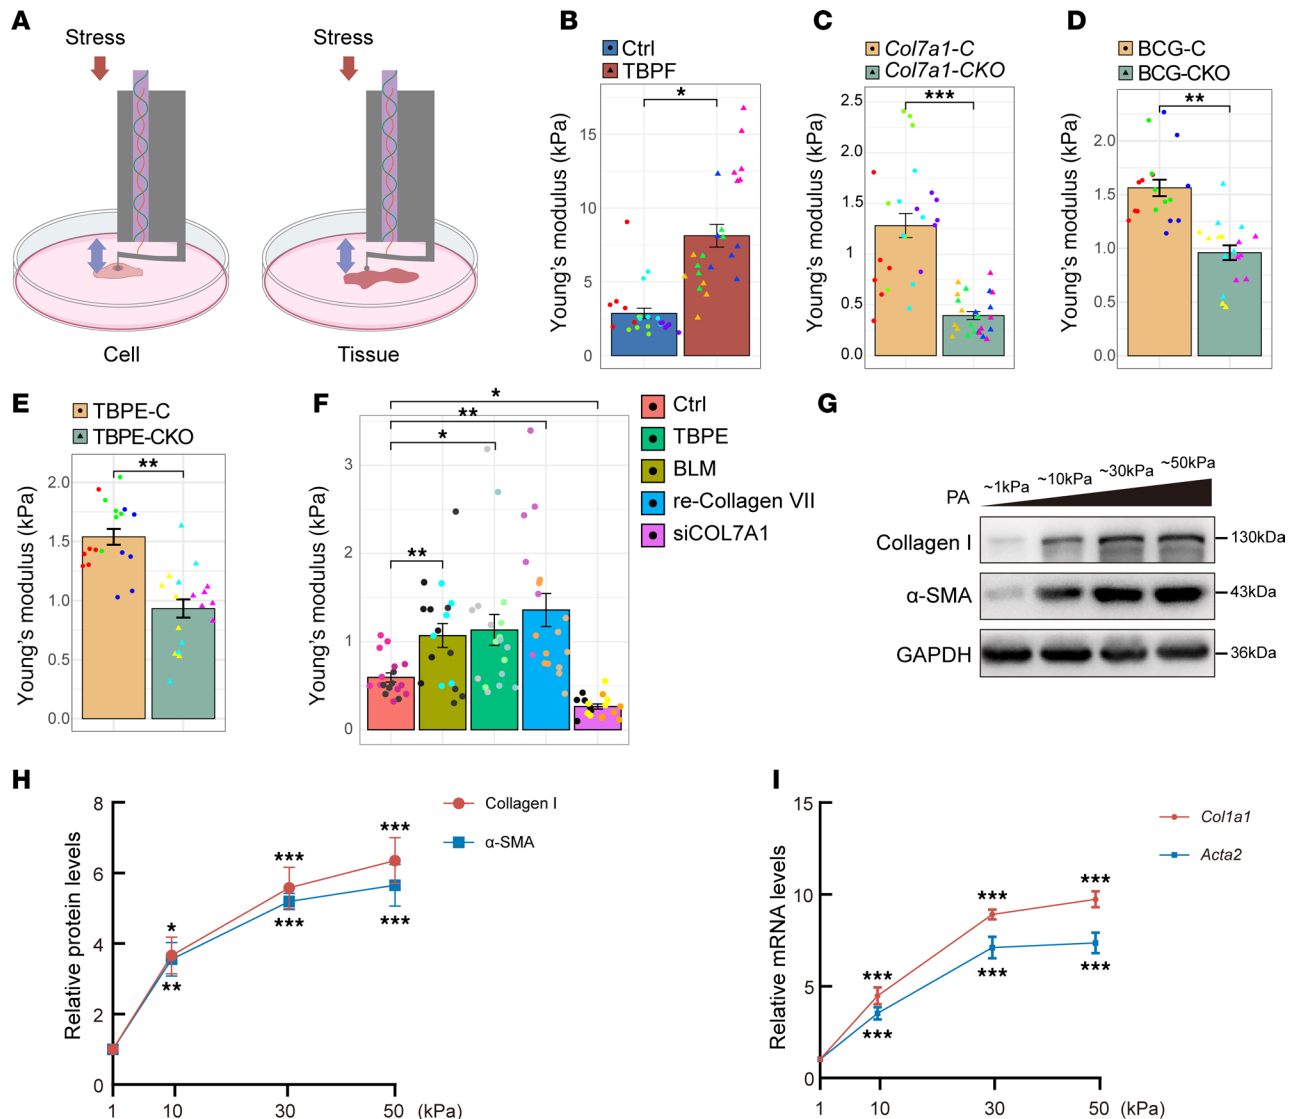 A
Stress
Stress
Cell
Tissue
B
Ctrl
TBPF
*
Young's modulus (kPa)
15
10
5
0
C
Col7a1-C
Col7a1-CKO
***
Young's modulus (kPa)
2.5
2.0
1.5
1
0.5
0.0
D
BCG-C
BCG-CKO
**
Young's modulus (kPa)
2.0
1.5
1.0
0.5
0.0
E
TBPE-C
TBPE-CKO
**
Young's modulus (kPa)
2.0
1.5
1.0
0.5
0.0
F
*
**
*
**
Young's modulus (kPa)
3
2
1
0
Ctrl
TBPE
BLM
re-Collagen VII
siCOL7A1
G
PA
~1kPa
~10kPa
~30kPa
~50kPa
Collagen I
130kDa
α-SMA
43kDa
GAPDH
36kDa
H
Relative protein levels
8
6
4
2
0
Collagen I
α-SMA
*
**
***
***
***
***
1
10
30
50
(kPa)
I
Relative mRNA levels
15
10
5
0
Col1a1
Acta2
***
***
***
***
***
***
1
10
30
50
(kPa)